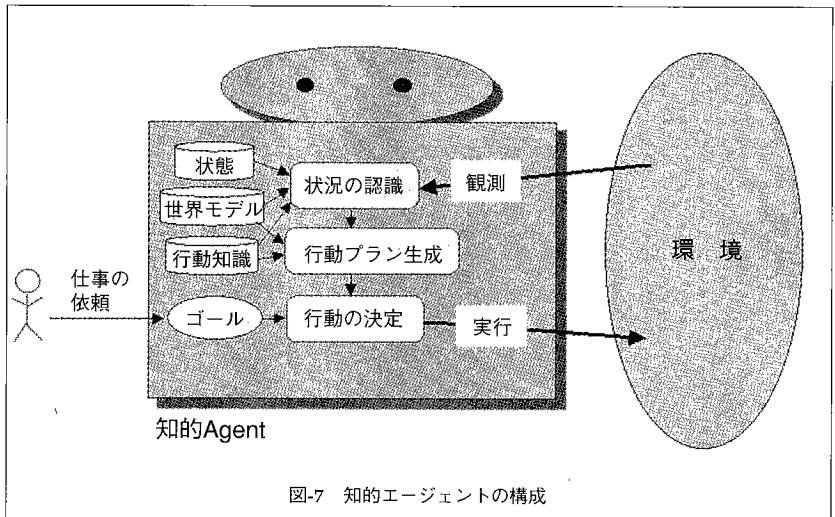 状態
状況の認識
観測
世界モデル
行動知識
行動プラン生成
環 境
仕事の
依頼
ゴール
行動の決定
実行
知的Agent
図-7 知的エージェントの構成